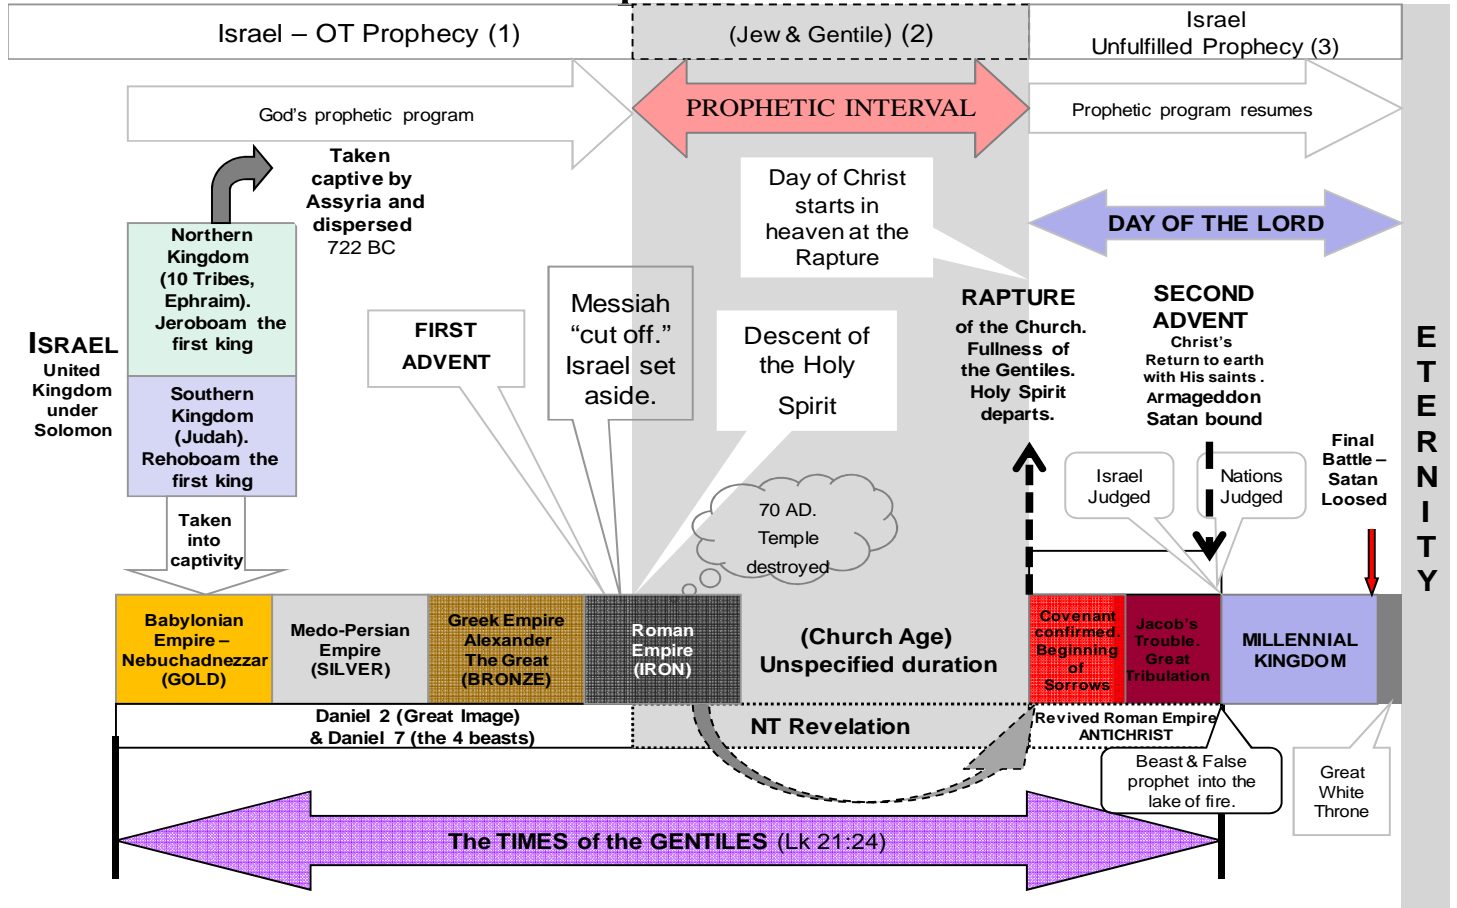 Israel – OT Prophecy (1)
(Jew & Gentile) (2)
Israel
Unfulfilled Prophecy (3)
God's prophetic program
PROPHETIC INTERVAL
Prophetic program resumes
Taken
captive by
Assyria and
dispersed
722 BC
Day of Christ
starts in
heaven at the
Rapture
DAY OF THE LORD
Northern
Kingdom
(10 Tribes,
Ephraim).
Jeroboam the
first king
ISRAEL
United
Kingdom
under
Solomon
Southern
Kingdom
(Judah).
Rehoboam the
first king
Taken
into
captivity
FIRST
ADVENT
Messiah
“cut off.”
Israel set
aside.
Descent of
the Holy
Spirit
RAPTURE
of the Church.
Fullness of
the Gentiles.
Holy Spirit
departs.
SECOND
ADVENT
Christ's
Return to earth
with His saints .
Armageddon
Satan bound
Israel
Judged
Nations
Judged
Final
Battle –
Satan
Loosed
ETERNITY
70 AD.
Temple
destroyed
Babylonian
Empire –
Nebuchadnezzar
(GOLD)
Medo-Persian
Empire
(SILVER)
Greek Empire
Alexander
The Great
(BRONZE)
Roman
Empire
(IRON)
(Church Age)
Unspecified duration
Covenant
confirmed.
Beginning
of
Sorrows
Jacob's
Trouble.
Great
Tribulation
MILLENNIAL
KINGDOM
Daniel 2 (Great Image)
& Daniel 7 (the 4 beasts)
NT Revelation
Revived Roman Empire
ANTICHRIST
Beast & False
prophet into the
lake of fire.
Great
White
Throne
The TIMES of the GENTILES (Lk 21:24)